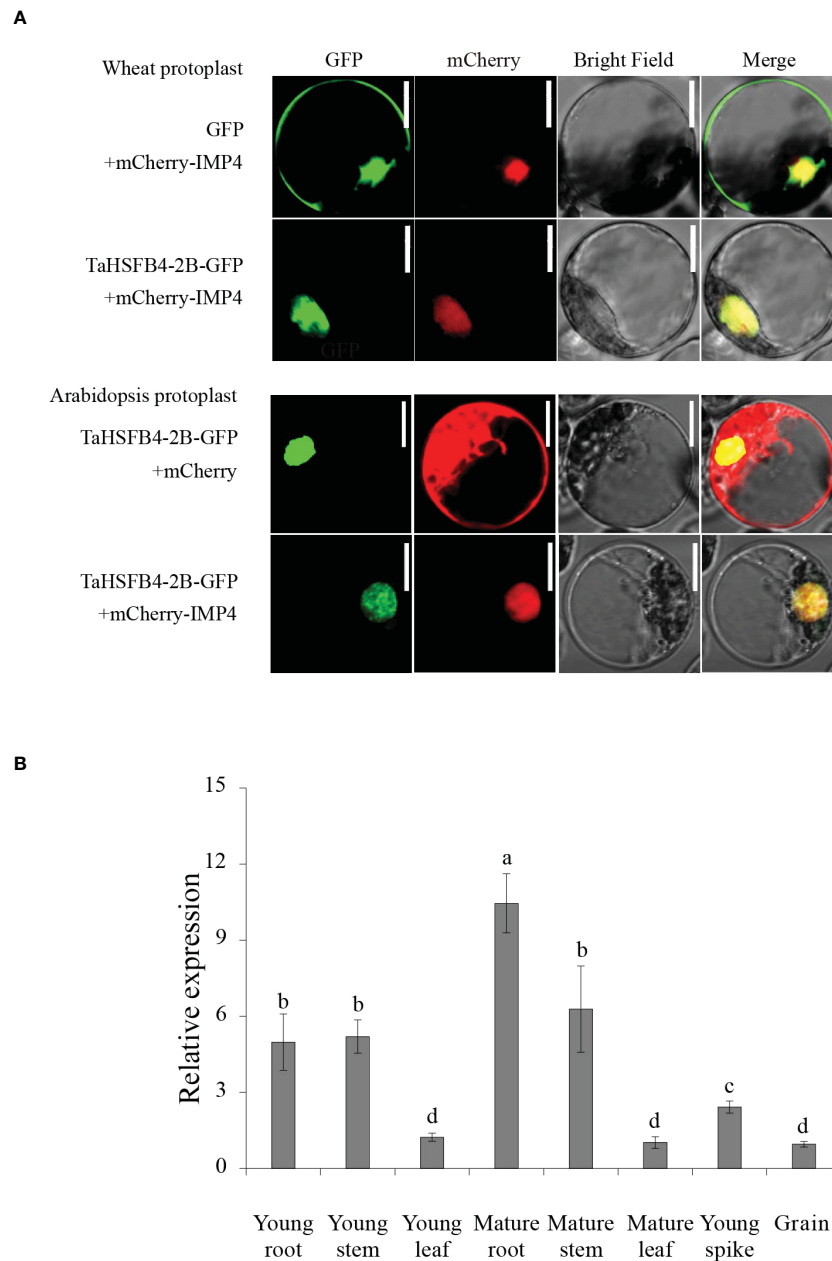 A
Wheat protoplast
GFP
mCherry
Bright Field
Merge
GFP
+mCherry-IMP4
TaHSFB4-2B-GFP
+mCherry-IMP4
GFP
Arabidopsis protoplast
TaHSFB4-2B-GFP
+mCherry
TaHSFB4-2B-GFP
+mCherry-IMP4
B
Relative expression
15
12
9
6
3
0
b
b
d
a
b
d
c
d
Young root
Young stem
Young leaf
Mature root
Mature stem
Mature leaf
Young spike
Grain